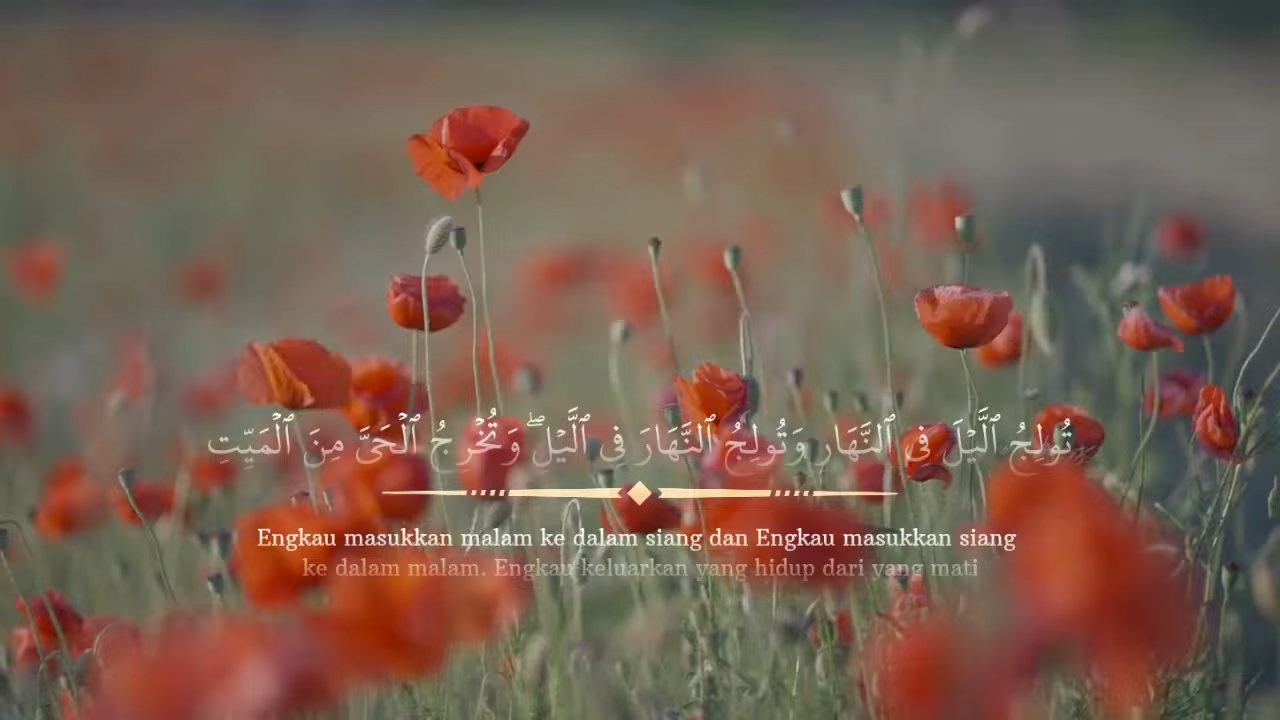 تُولِجُ ٱلَّيْلَ فِى ٱلنَّهَارِ وَتُولِجُ ٱلنَّهَارَ فِى ٱلَّيْلِ ۖ وَتُخْرِجُ ٱلْحَىَّ مِنَ ٱلْمَيِّتِ
Engkau masukkan malam ke dalam siang dan Engkau masukkan siang
ke dalam malam. Engkau keluarkan yang hidup dari yang mati